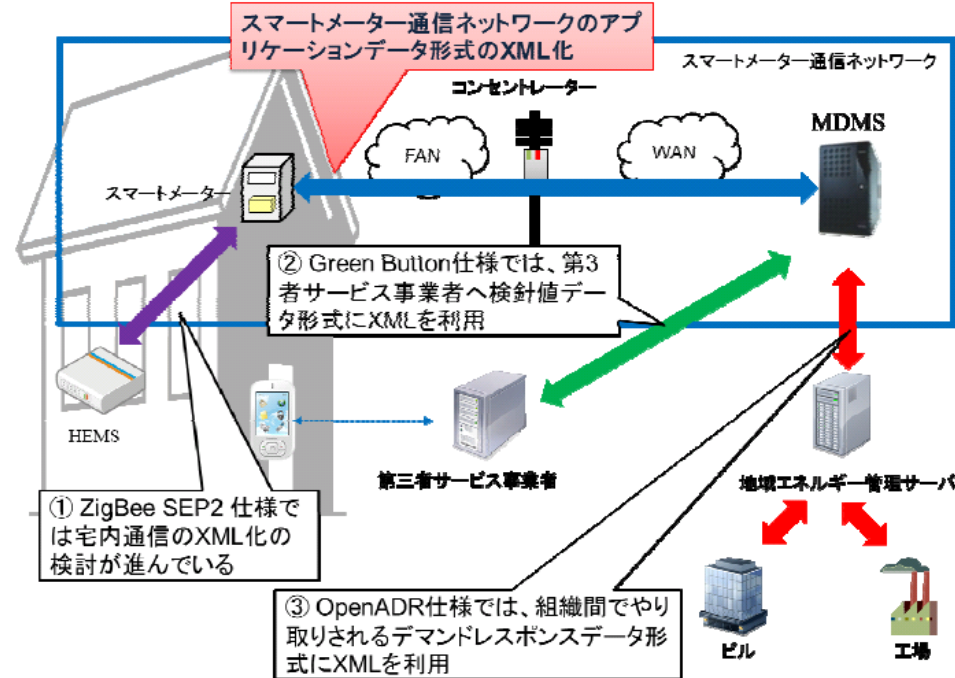 スマートメーター通信ネットワークのアプ
リケーションデータ形式のXML化
スマートメーター通信ネットワーク
コンセントレーター
MDMS
FAN
WAN
スマートメーター
② Green Button仕様では、第3
者サービス事業者へ検針値デー
タ形式にXMLを利用
HEMS
第三者サービス事業者
地域エネルギー管理サーバ
① ZigBee SEP2 仕様で
は宅内通信のXML化の
検討が進んでいる
③ OpenADR仕様では、組織間でやり
取りされるデマンドレスポンスデータ形
式にXMLを利用
ビル
工場